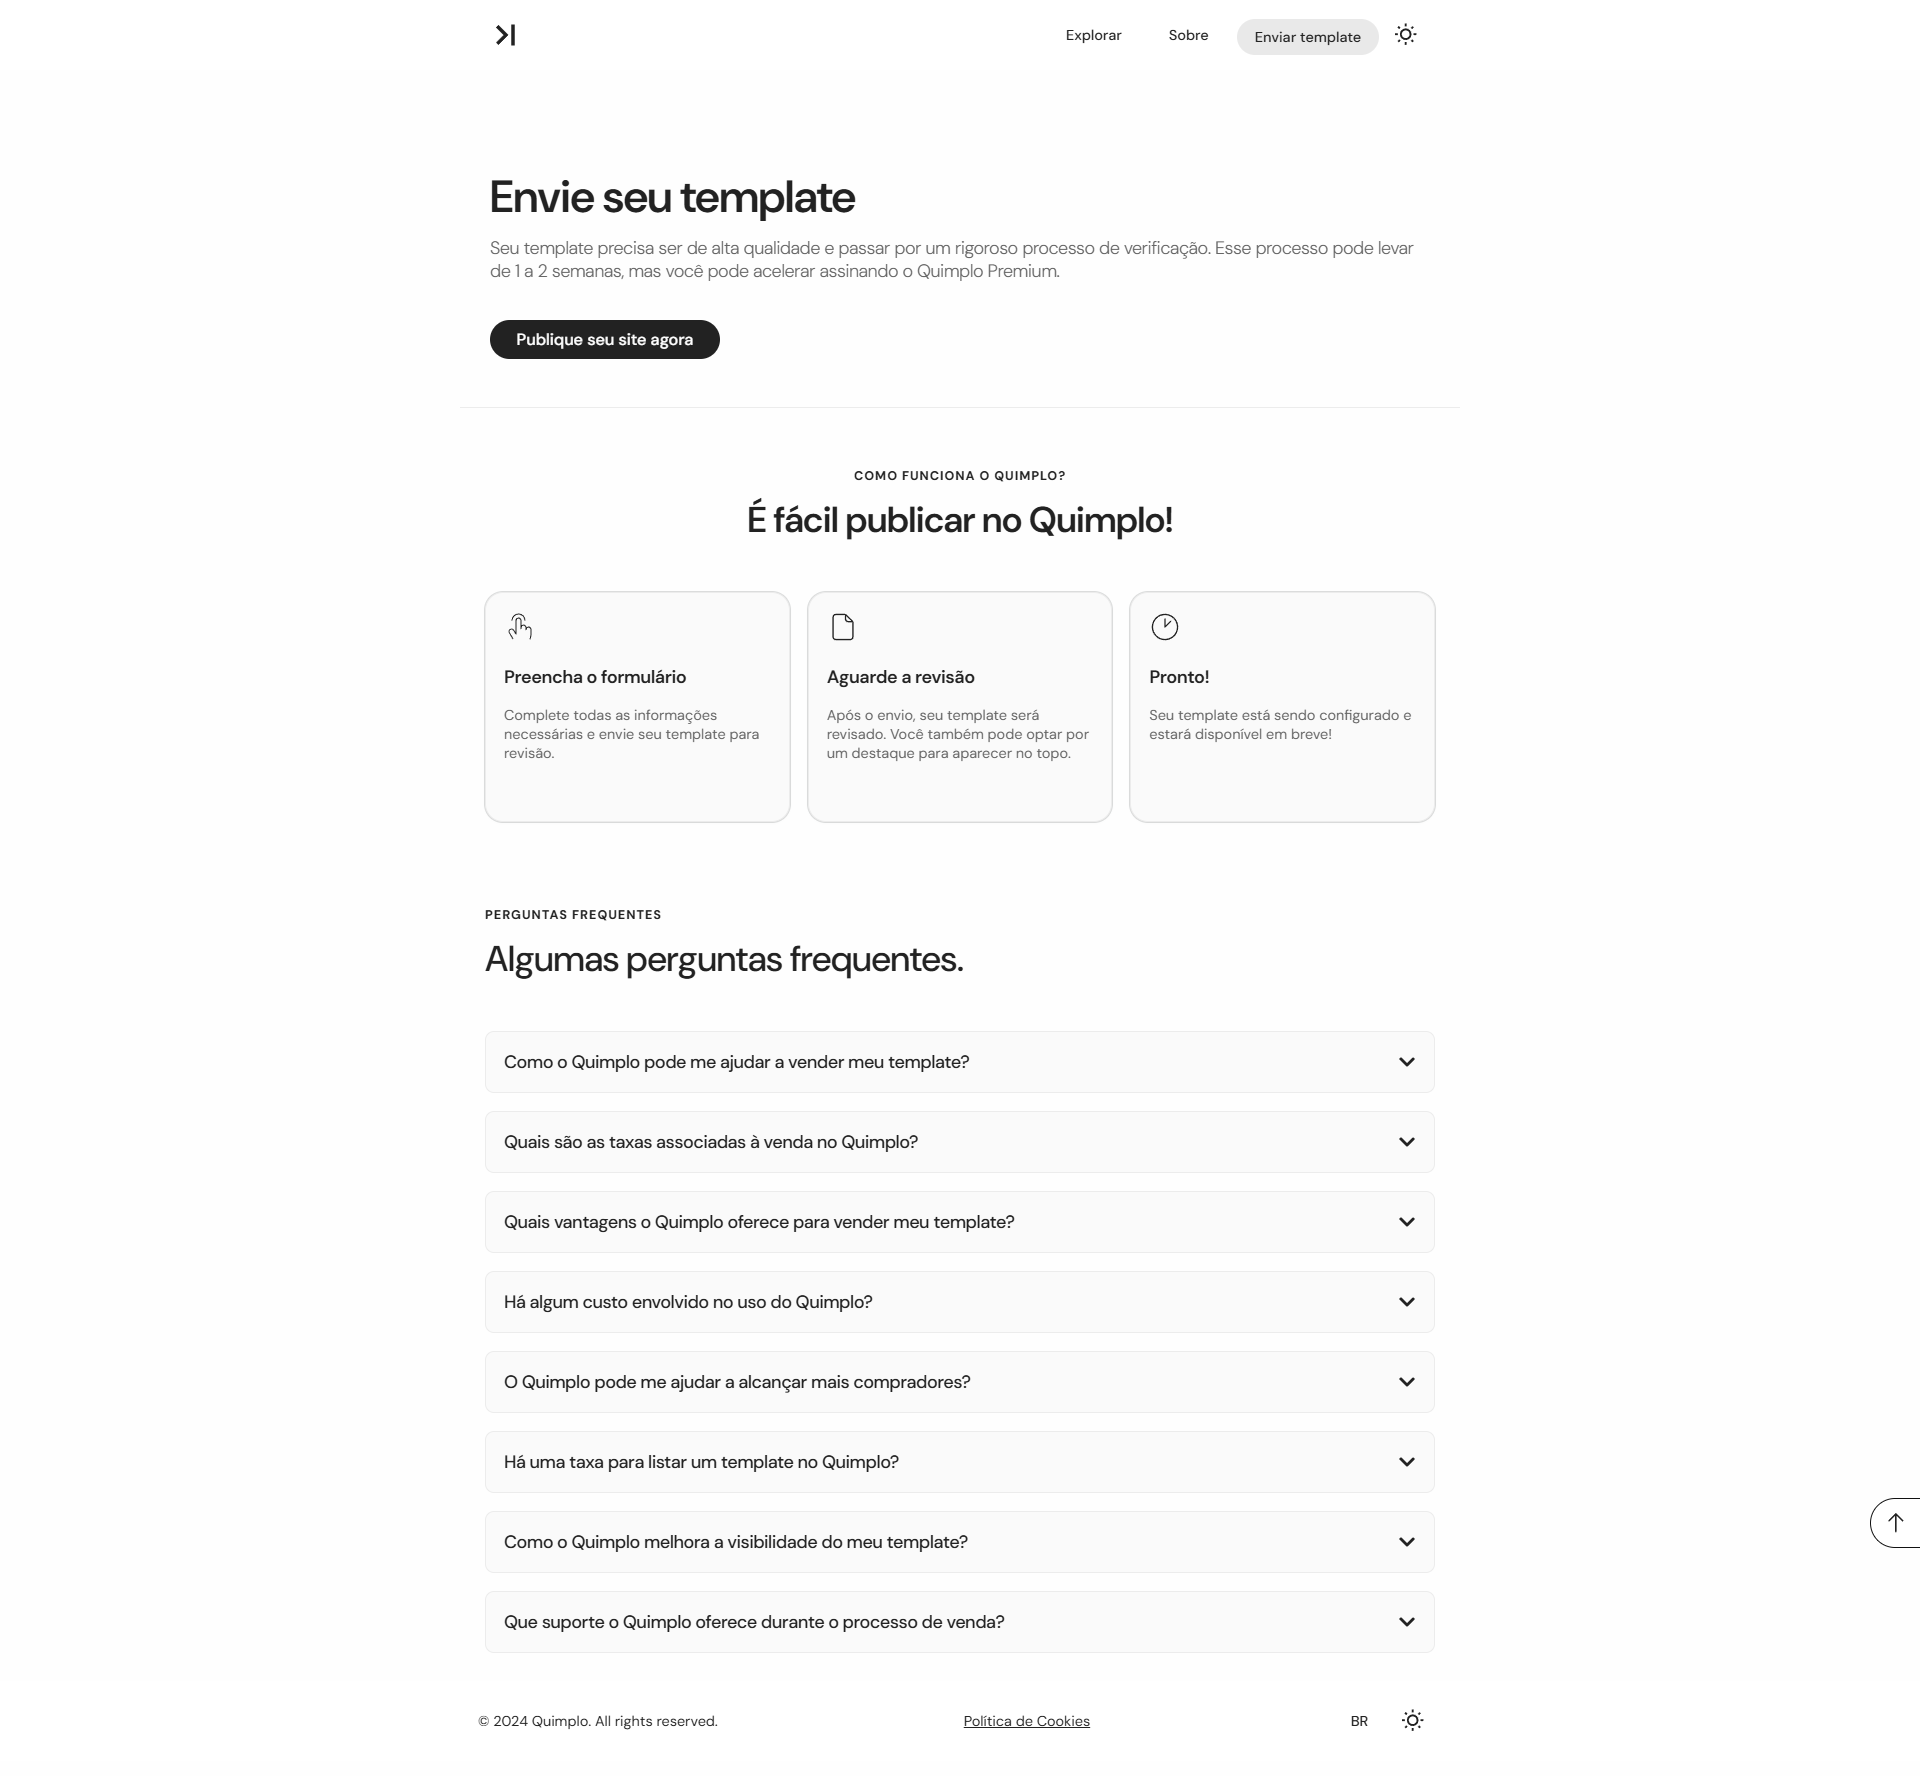 Explorar
Sobre
Enviar template
Envie seu template
Seu template precisa ser de alta qualidade e passar por um rigoroso processo de verificação. Esse processo pode levar
de 1 a 2 semanas, mas você pode acelerar assinando o Quimplo Premium.
Publique seu site agora
COMO FUNCIONA O QUIMPLO?
É fácil publicar no Quimplo!
Preencha o formulário
Complete todas as informações
necessárias e envie seu template para
revisão.
Aguarde a revisão
Após o envio, seu template será
revisado. Você também pode optar por
um destaque para aparecer no topo.
Pronto!
Seu template está sendo configurado e
estará disponível em breve!
PERGUNTAS FREQUENTES
Algumas perguntas frequentes.
Como o Quimplo pode me ajudar a vender meu template?
Quais são as taxas associadas à venda no Quimplo?
Quais vantagens o Quimplo oferece para vender meu template?
Há algum custo envolvido no uso do Quimplo?
O Quimplo pode me ajudar a alcançar mais compradores?
Há uma taxa para listar um template no Quimplo?
Como o Quimplo melhora a visibilidade do meu template?
Que suporte o Quimplo oferece durante o processo de venda?
© 2024 Quimplo. All rights reserved.
Política de Cookies
BR